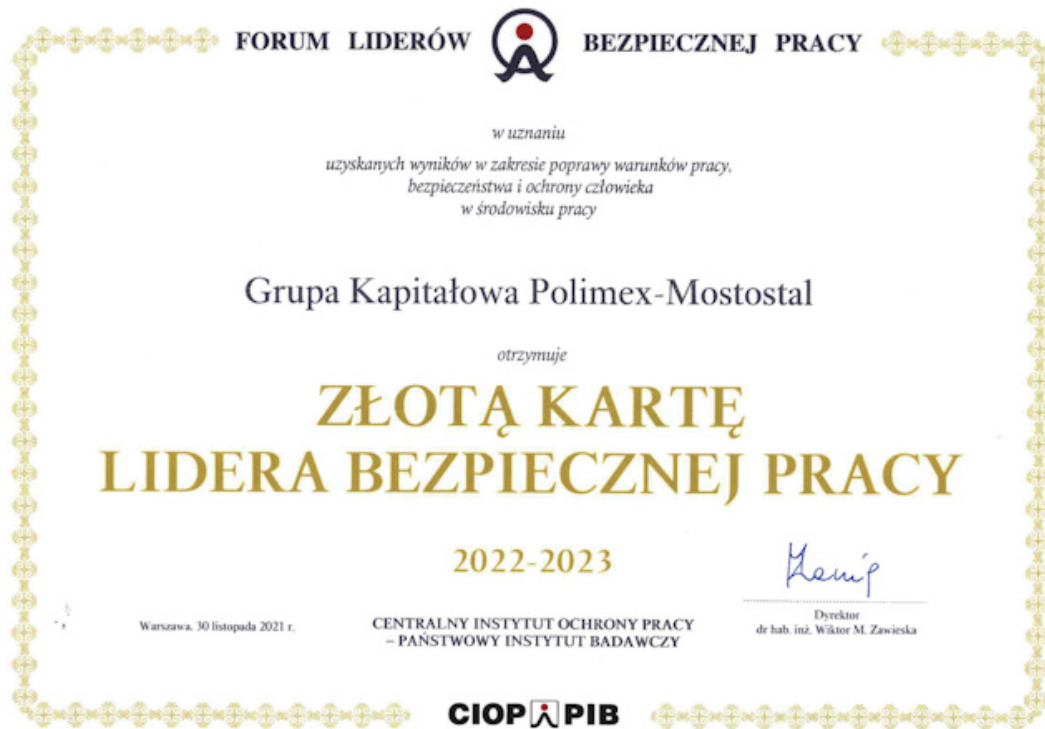 FORUM LIDERÓW BEZPIECZNEJ PRACY
w uznaniu
uzyskanych wyników w zakresie poprawy warunków pracy,
bezpieczeństwa i ochrony człowieka
w środowisku pracy
Grupa Kapitałowa Polimex-Mostostal
otrzymuje
ZŁOTĄ KARTĘ
LIDERA BEZPIECZNEJ PRACY
2022-2023
Warszawa, 30 listopada 2021 r.
CENTRALNY INSTYTUT OCHRONY PRACY
– PAŃSTWOWY INSTYTUT BADAWCZY
Dyrektor
dr hab. inż. Wiktor M. Zawieska
CIOP PIB